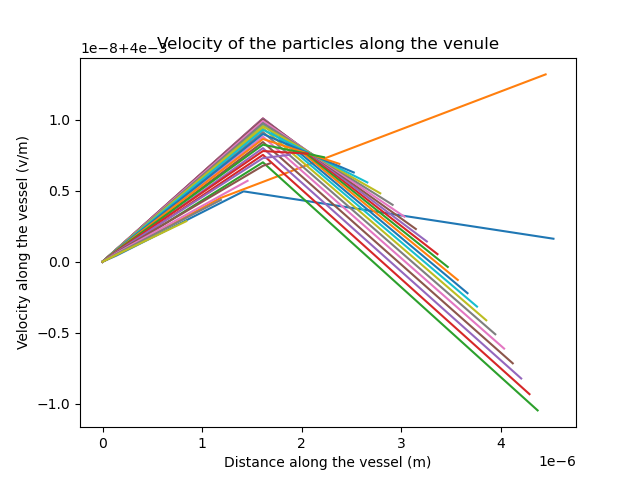 Velocity of the particles along the venule
1e−8+4e−3
Velocity along the vessel (v/m)
1.0
0.5
0.0
−0.5
−1.0
0
1
2
3
4
1e−6
Distance along the vessel (m)